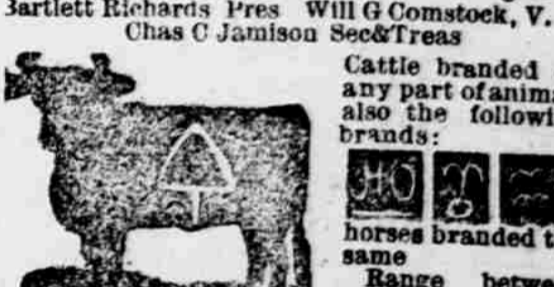 Bartlett Richards Pres Will G Comstock, V.
Chas C Jamison Sec&Treas
Cattle branded
any part of anima
also the followi
brands:
horses branded t
same
Range betwe